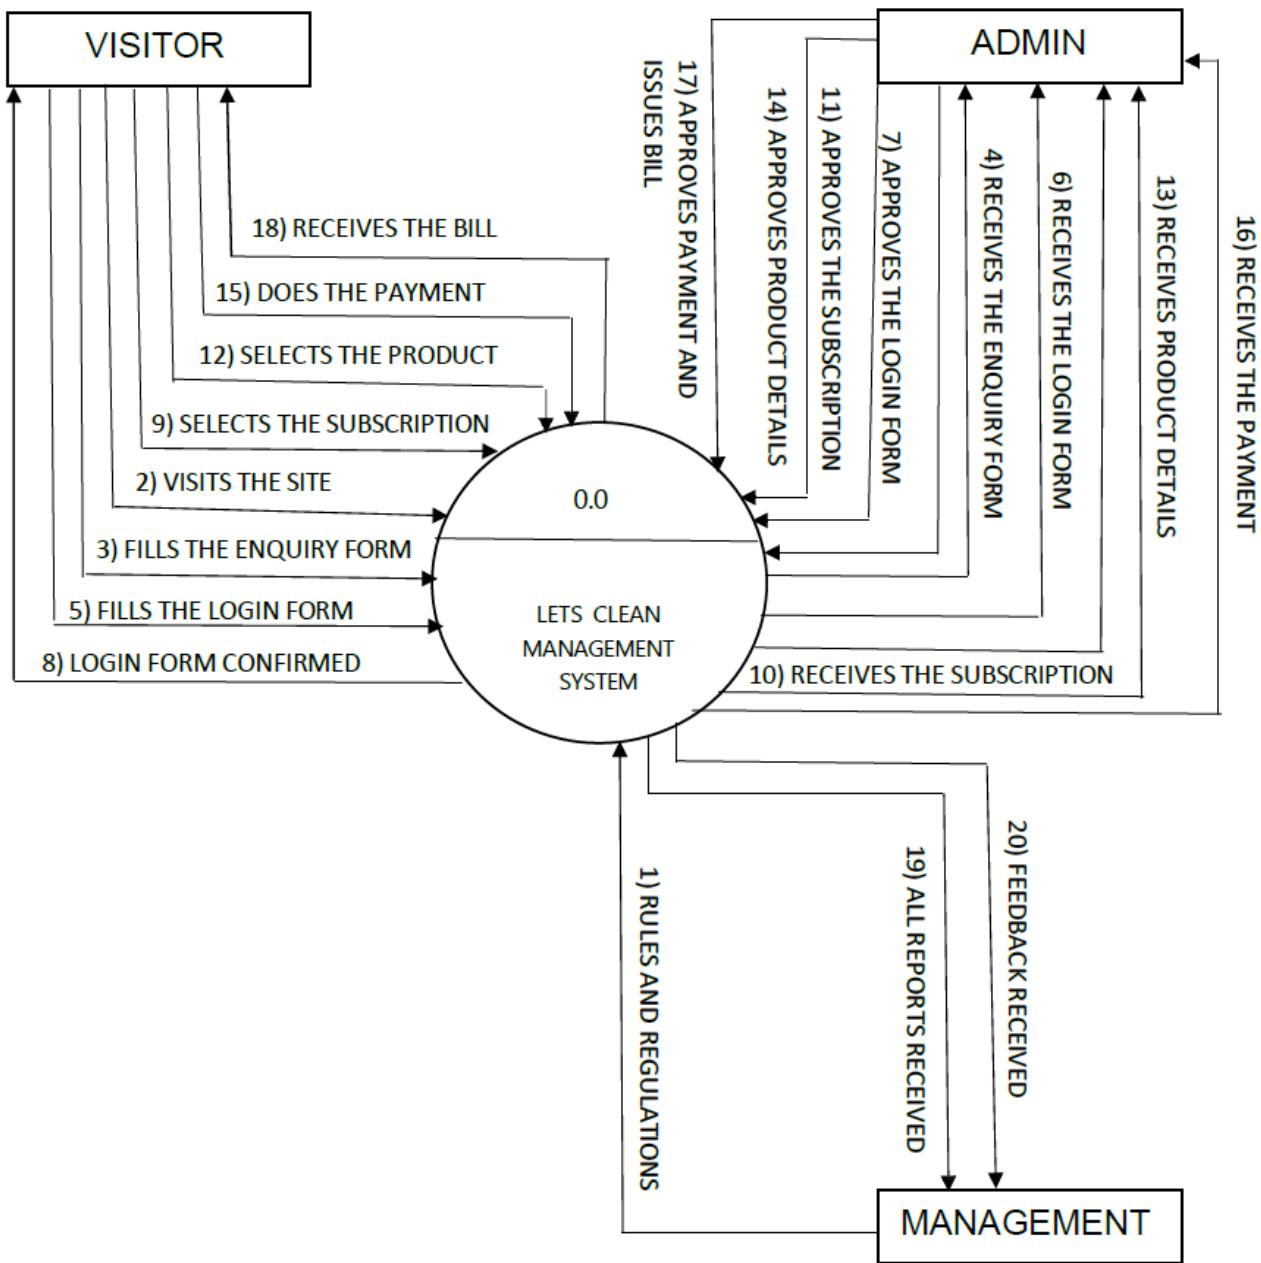 VISITOR
ADMIN
17) APPROVES PAYMENT AND
ISSUES BILL
14) APPROVES PRODUCT DETAILS
11) APPROVES THE SUBSCRIPTION
7) APPROVES THE LOGIN FORM
4) RECEIVES THE ENQUIRY FORM
6) RECEIVES THE LOGIN FORM
13) RECEIVES PRODUCT DETAILS
16) RECEIVES THE PAYMENT
18) RECEIVES THE BILL
15) DOES THE PAYMENT
12) SELECTS THE PRODUCT
9) SELECTS THE SUBSCRIPTION
2) VISITS THE SITE
3) FILLS THE ENQUIRY FORM
5) FILLS THE LOGIN FORM
8) LOGIN FORM CONFIRMED
0.0
LETS CLEAN
MANAGEMENT
SYSTEM
10) RECEIVES THE SUBSCRIPTION
1) RULES AND REGULATIONS
19) ALL REPORTS RECEIVED
20) FEEDBACK RECEIVED
MANAGEMENT